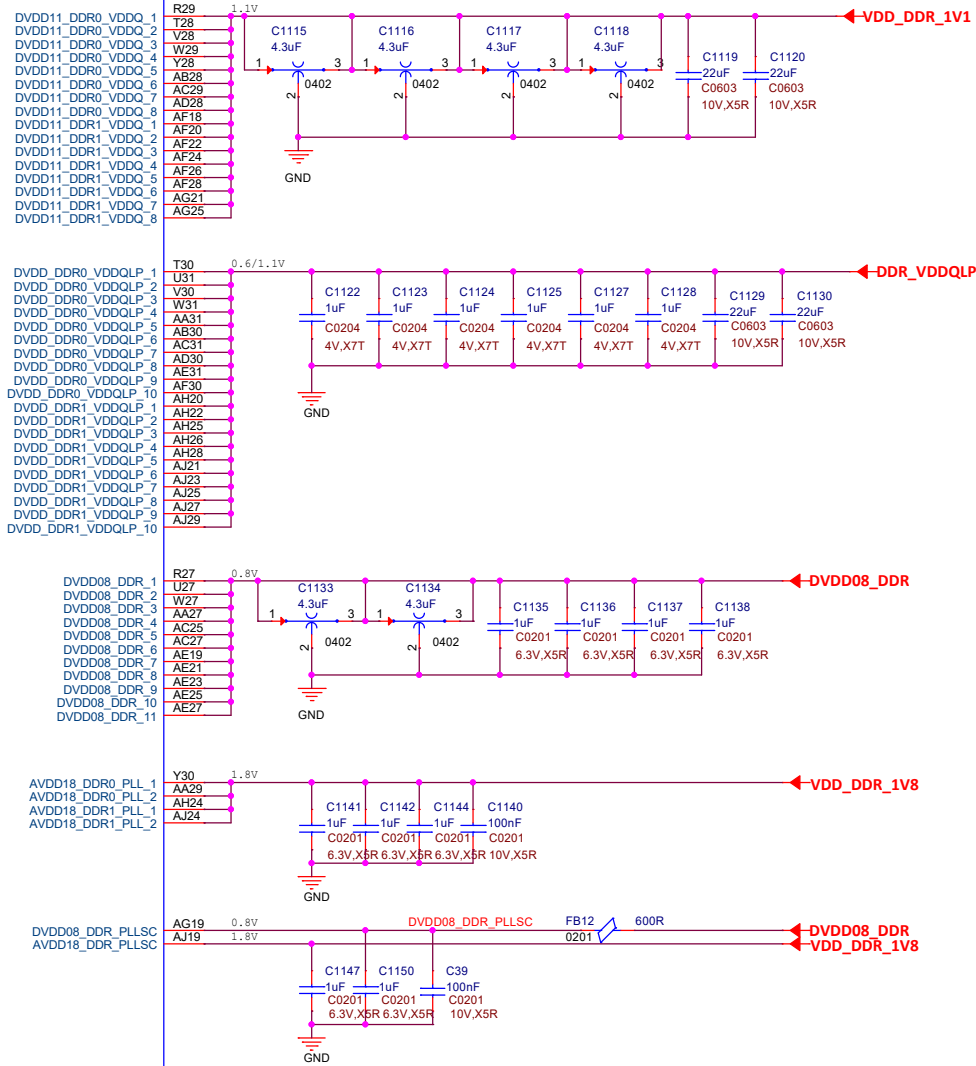 DVDD11_DDR0_VDDQ_1 R29 1.1V VDD_DDR_1V1
DVDD11_DDR0_VDDQ_2 T28
DVDD11_DDR0_VDDQ_3 V28
DVDD11_DDR0_VDDQ_4 W29
DVDD11_DDR0_VDDQ_5 Y28
DVDD11_DDR0_VDDQ_6 AB28
DVDD11_DDR0_VDDQ_7 AC29
DVDD11_DDR0_VDDQ_8 AD28
DVDD11_DDR1_VDDQ_1 AF18
DVDD11_DDR1_VDDQ_2 AF20
DVDD11_DDR1_VDDQ_3 AF22
DVDD11_DDR1_VDDQ_4 AF24
DVDD11_DDR1_VDDQ_5 AF26
DVDD11_DDR1_VDDQ_6 AF28
DVDD11_DDR1_VDDQ_7 AG21
DVDD11_DDR1_VDDQ_8 AG25
C1115 C1116 C1117 C1118
4.3uF 4.3uF 4.3uF 4.3uF
1 3 1 3 1 3 1 3
0402 0402 0402 0402
2 2 2 2
C1119 C1120
22uF 22uF
C0603 C0603
10V,X5R 10V,X5R
GND
DVDD_DDR0_VDDQLP_1 T30 0.6/1.1V DDR_VDDQLP
DVDD_DDR0_VDDQLP_2 U31
DVDD_DDR0_VDDQLP_3 V30
DVDD_DDR0_VDDQLP_4 W31
DVDD_DDR0_VDDQLP_5 AA31
DVDD_DDR0_VDDQLP_6 AB30
DVDD_DDR0_VDDQLP_7 AC31
DVDD_DDR0_VDDQLP_8 AD30
DVDD_DDR0_VDDQLP_9 AE31
DVDD_DDR0_VDDQLP_10 AF30
DVDD_DDR1_VDDQLP_1 AH20
DVDD_DDR1_VDDQLP_2 AH22
DVDD_DDR1_VDDQLP_3 AH25
DVDD_DDR1_VDDQLP_4 AH26
DVDD_DDR1_VDDQLP_5 AH28
DVDD_DDR1_VDDQLP_6 AJ21
DVDD_DDR1_VDDQLP_7 AJ23
DVDD_DDR1_VDDQLP_8 AJ25
DVDD_DDR1_VDDQLP_9 AJ27
DVDD_DDR1_VDDQLP_10 AJ29
C1122 C1123 C1124 C1125 C1127 C1128 C1129 C1130
1uF 1uF 1uF 1uF 1uF 1uF 22uF 22uF
C0204 C0204 C0204 C0204 C0204 C0204 C0603 C0603
4V,X7T 4V,X7T 4V,X7T 4V,X7T 4V,X7T 4V,X7T 10V,X5R 10V,X5R
GND
DVDD08_DDR_1 R27 0.8V DVDD08_DDR
DVDD08_DDR_2 U27
DVDD08_DDR_3 W27
DVDD08_DDR_4 AA27
DVDD08_DDR_5 AC25
DVDD08_DDR_6 AC27
DVDD08_DDR_7 AE19
DVDD08_DDR_8 AE21
DVDD08_DDR_9 AE23
DVDD08_DDR_10 AE25
DVDD08_DDR_11 AE27
C1133 C1134
4.3uF 4.3uF
1 3 1 3
0402 0402
2 2
C1135 C1136 C1137 C1138
1uF 1uF 1uF 1uF
C0201 C0201 C0201 C0201
6.3V,X5R 6.3V,X5R 6.3V,X5R 6.3V,X5R
GND
AVDD18_DDR0_PLL_1 Y30 1.8V VDD_DDR_1V8
AVDD18_DDR0_PLL_2 AA29
AVDD18_DDR1_PLL_1 AH24
AVDD18_DDR1_PLL_2 AJ24
C1141 C1142 C1144 C1140
1uF 1uF 1uF 100nF
C0201 C0201 C0201 C0201
6.3V,X5R 6.3V,X5R 6.3V,X5R 10V,X5R
GND
DVDD08_DDR_PLLSC AG19 0.8V DVDD08_DDR_PLLSC FB12 600R DVDD08_DDR
0201
AVDD18_DDR_PLLSC AJ19 1.8V VDD_DDR_1V8
C1147 C1150 C39
1uF 1uF 100nF
C0201 C0201 C0201
6.3V,X5R 6.3V,X5R 10V,X5R
GND